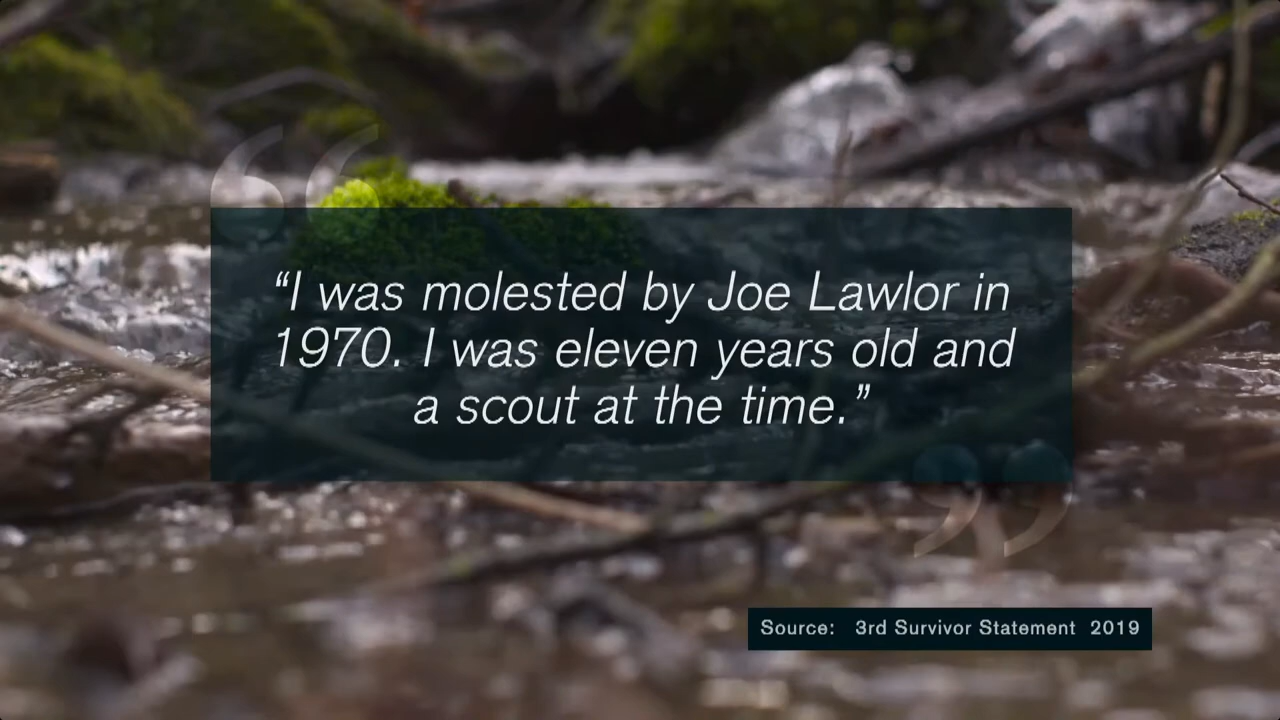 “I was molested by Joe Lawlor in
1970. I was eleven years old and
a scout at the time.”
Source: 3rd Survivor Statement 2019